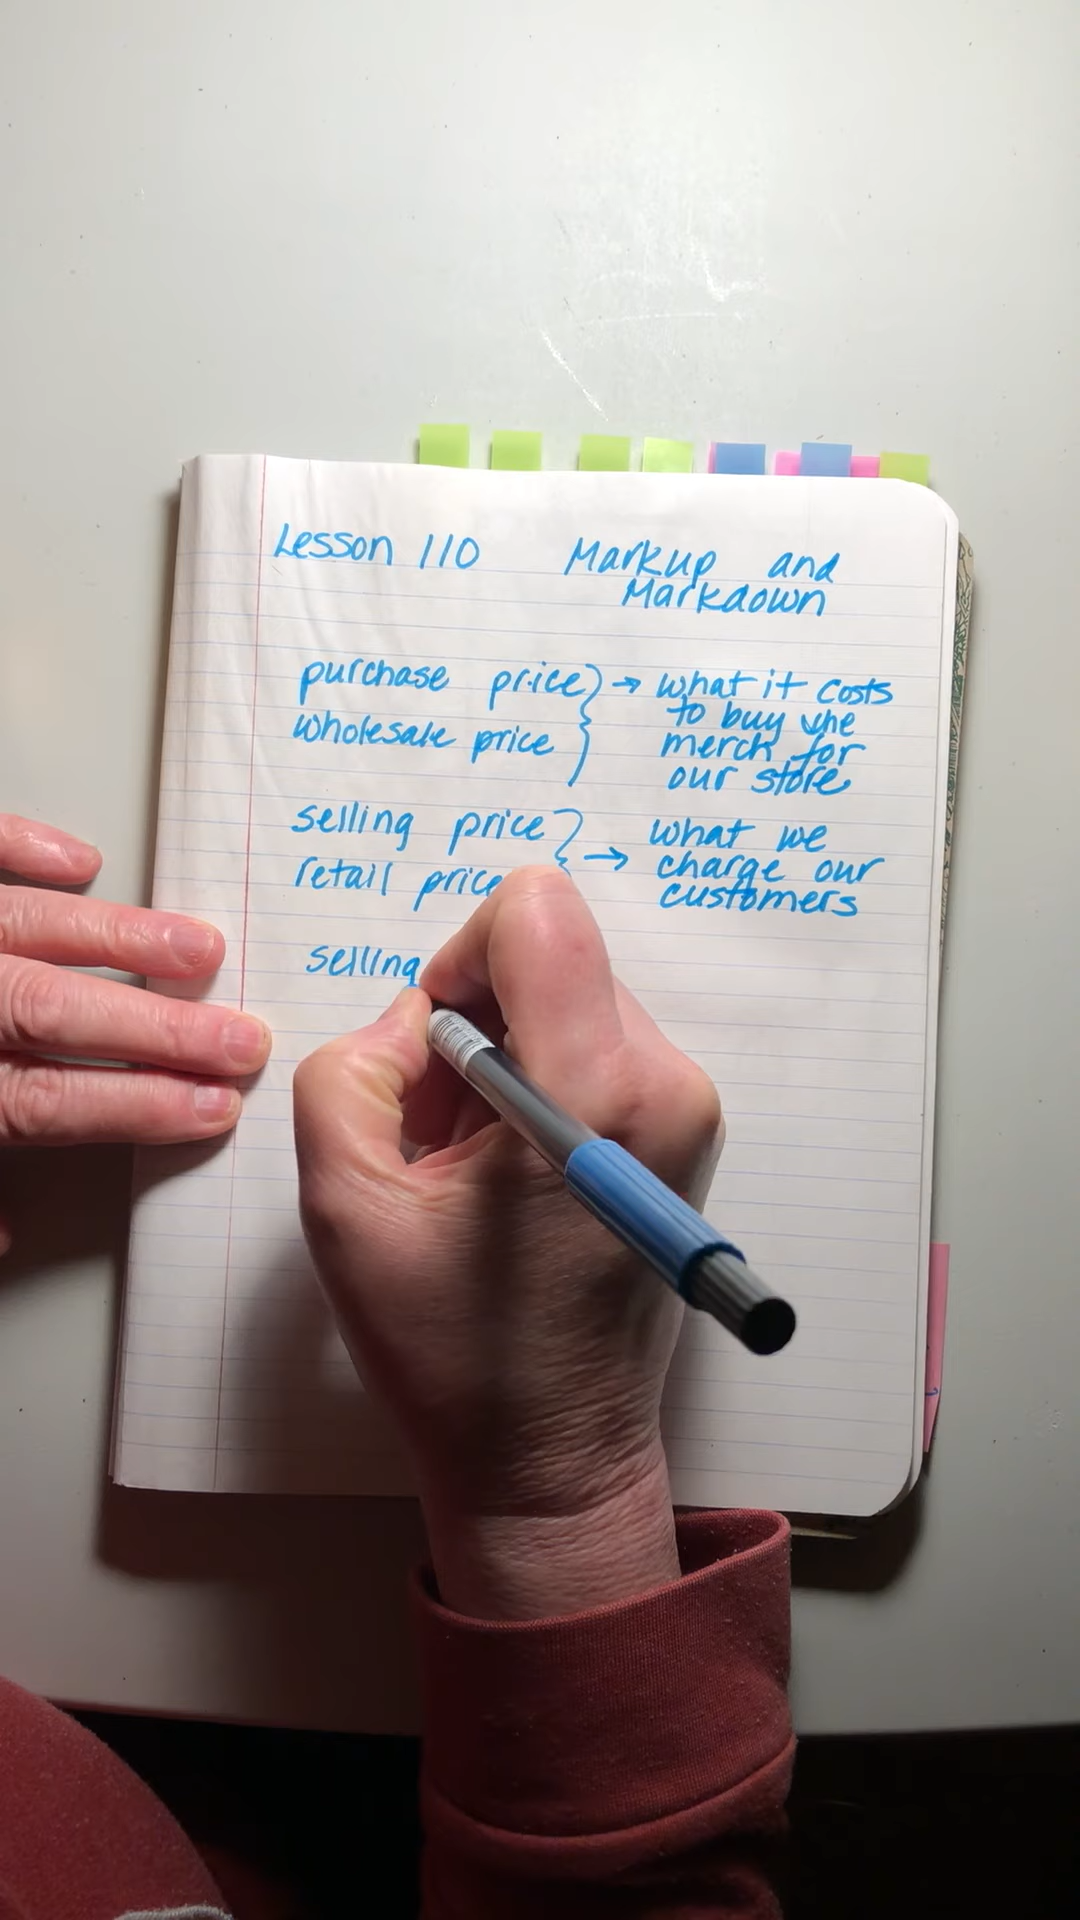 Lesson 110 Markup and
Markdown
purchase price } → what it costs
to buy the
wholesale price merch for
our store
selling price } → what we
charge our
retail price customers
selling